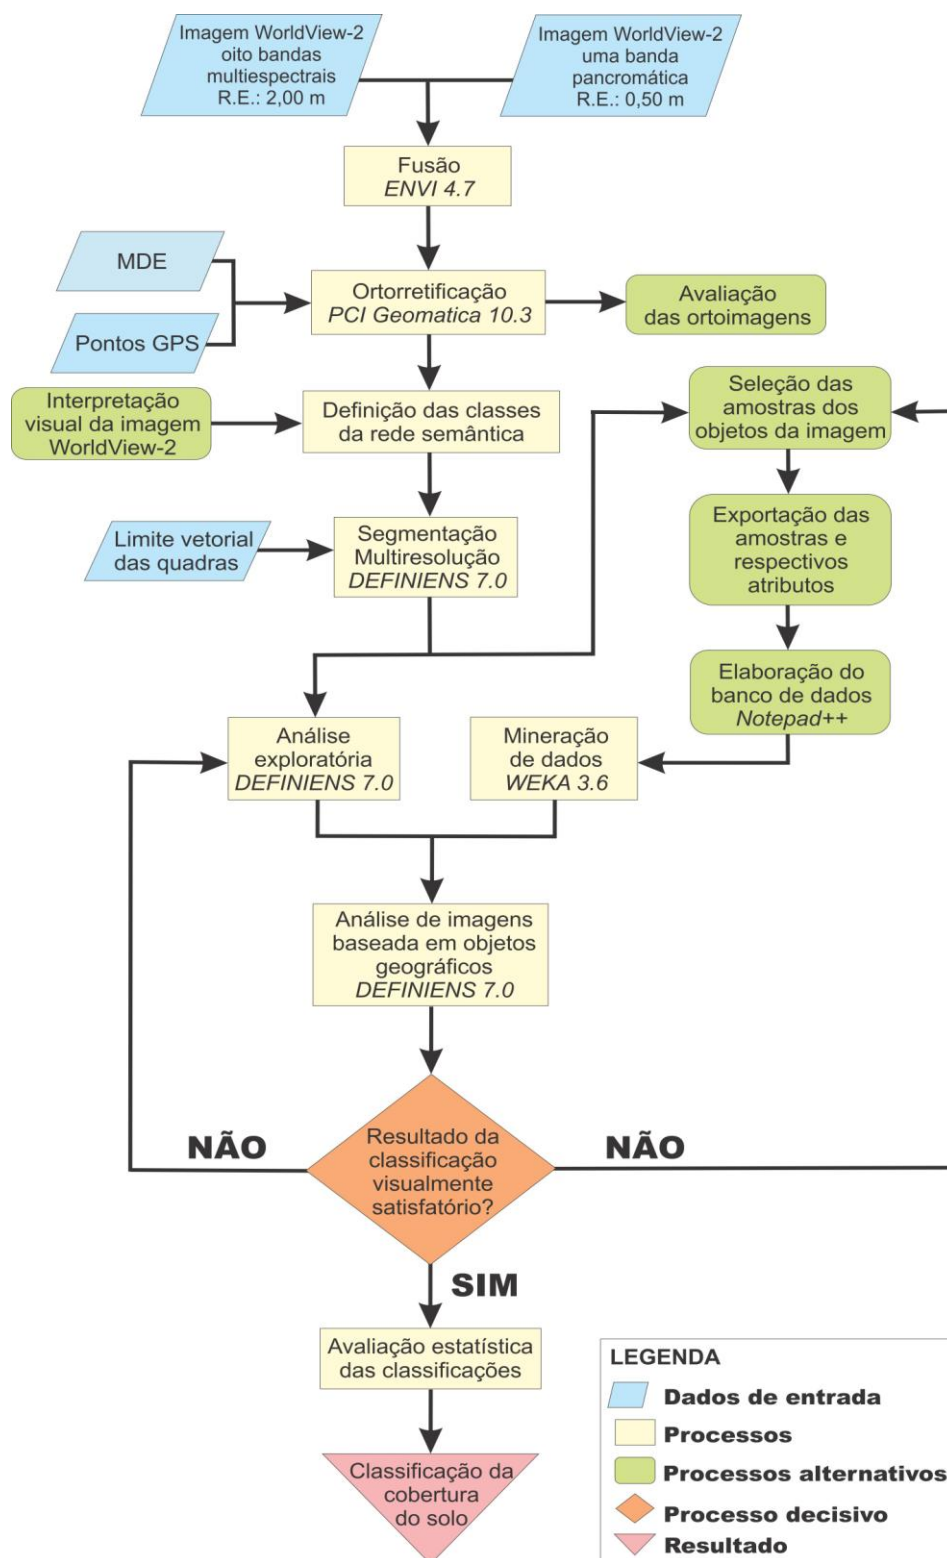 Imagem WorldView-2
oito bandas
multiespectrais
R.E.: 2,00 m
Imagem WorldView-2
uma banda
pancromática
R.E.: 0,50 m
Fusão
ENVI 4.7
MDE
Pontos GPS
Ortorretificação
PCI Geomatica 10.3
Avaliação
das ortoimagens
Interpretação
visual da imagem
WorldView-2
Definição das classes
da rede semântica
Seleção das
amostras dos
objetos da imagem
Limite vetorial
das quadras
Segmentação
Multiresolução
DEFINIENS 7.0
Exportação das
amostras e
respectivos
atributos
Elaboração do
banco de dados
Notepad++
Análise
exploratória
DEFINIENS 7.0
Mineração
de dados
WEKA 3.6
Análise de imagens
baseada em objetos
geográficos
DEFINIENS 7.0
NÃO
Resultado da
classificação
visualmente
satisfatório?
NÃO
SIM
Avaliação estatística
das classificações
Classificação da
cobertura
do solo
LEGENDA
Dados de entrada
Processos
Processos alternativos
Processo decisivo
Resultado